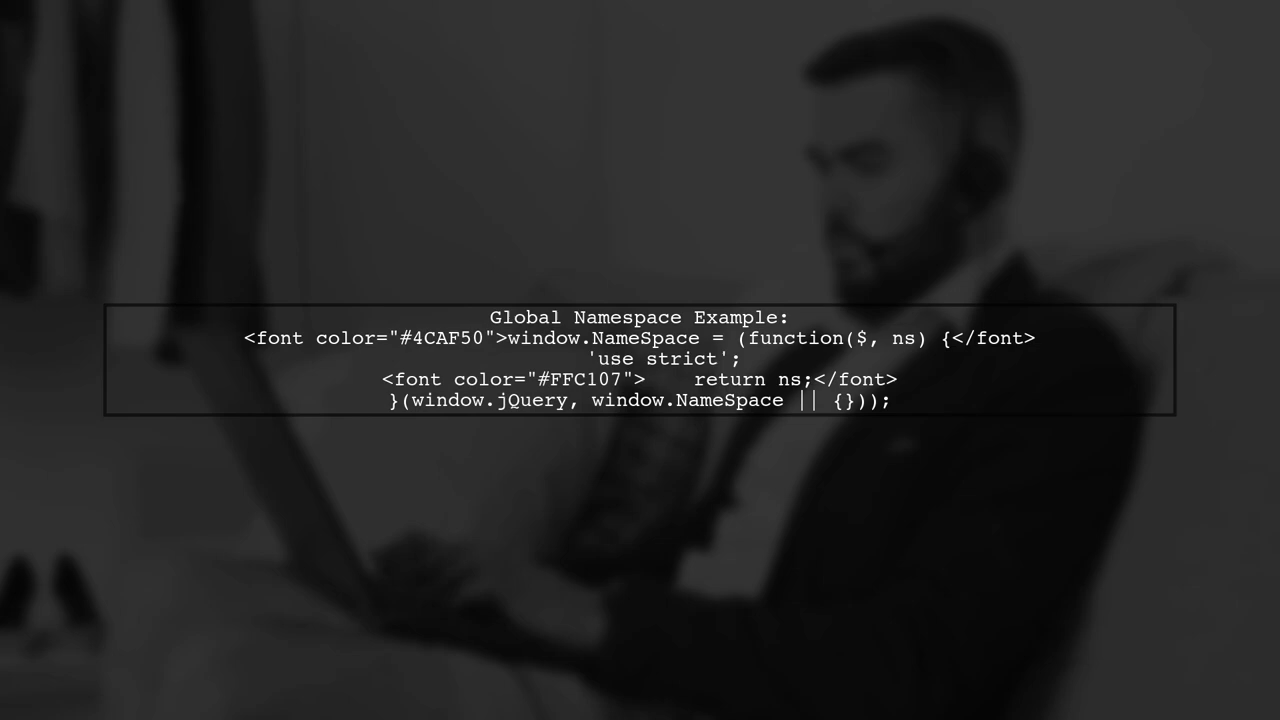 Global Namespace Example:
<font color="#4CAF50">window.NameSpace = (function($, ns) {</font>
'use strict';
<font color="#FFC107">    return ns;</font>
}(window.jQuery, window.NameSpace || {}));